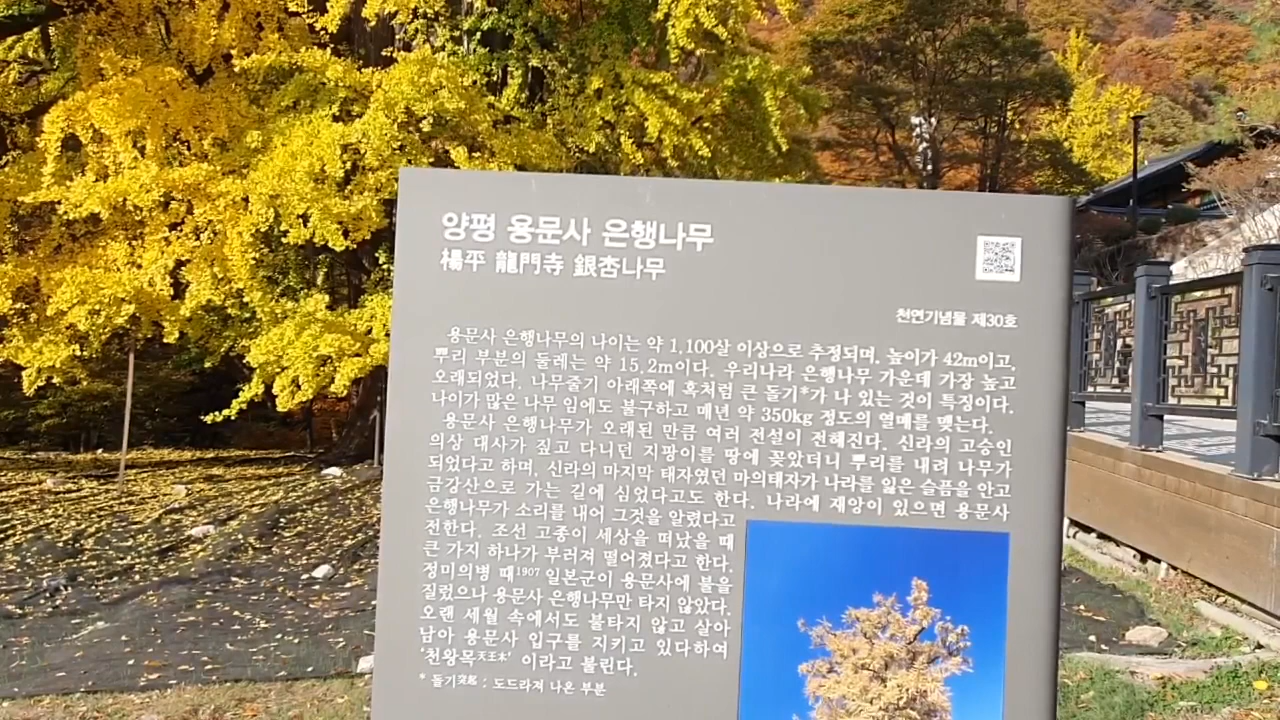 양평 용문사 은행나무
楊平 龍門寺 銀杏나무
천연기념물 제30호
용문사 은행나무의 나이는 약 1,100살 이상으로 추정되며, 높이가 42m이고,
뿌리 부분의 둘레는 약 15.2m이다. 우리나라 은행나무 가운데 가장 높고
오래되었다. 나무줄기 아래쪽에 혹처럼 큰 돌기*가 나 있는 것이 특징이다.
나이가 많은 나무 임에도 불구하고 매년 약 350kg 정도의 열매를 맺는다.
용문사 은행나무가 오래된 만큼 여러 전설이 전해진다. 신라의 고승인
의상 대사가 짚고 다니던 지팡이를 땅에 꽂았더니 뿌리를 내려 나무가
되었다고 하며, 신라의 마지막 태자였던 마의태자가 나라를 잃은 슬픔을 안고
금강산으로 가는 길에 심었다고도 한다. 나라에 재앙이 있으면 용문사
은행나무가 소리를 내어 그것을 알렸다고
전한다. 조선 고종이 세상을 떠났을 때
큰 가지 하나가 부러져 떨어졌다고 한다.
정미의병 때1907 일본군이 용문사에 불을
질렀으나 용문사 은행나무만 타지 않았다.
오랜 세월 속에서도 불타지 않고 살아
남아 용문사 입구를 지키고 있다하여
'천왕목天王木' 이라고 불린다.
* 돌기突起 : 도드라져 나온 부분